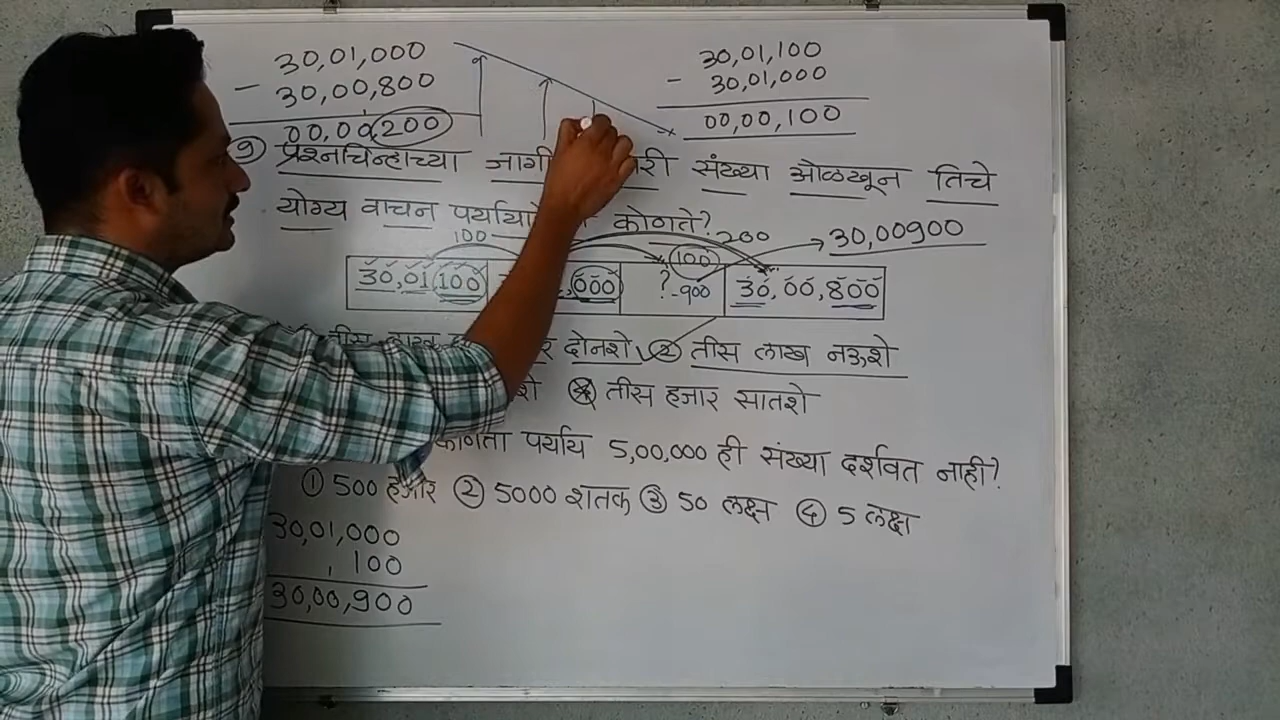 30,01,000
- 30,00,800
00,00,200
30,01,100
- 30,01,000
00,00,100
९ प्रश्नचिन्हाच्या जागी री संख्या ओळखून तिचे
योग्य वाचन कोणते?
100 200 30,00900
100
30,01,100 ,000 ? -900 30,00,800
दोनशे ② तीस लाख नऊशे
तीस हजार सातशे
पर्याय 5,00,000 ही संख्या दर्शवत नाही?
① 500 हजार ② 5000 शतक ③ 50 लक्ष ④ 5 लक्ष
30,01,000
, 100
30,00,900